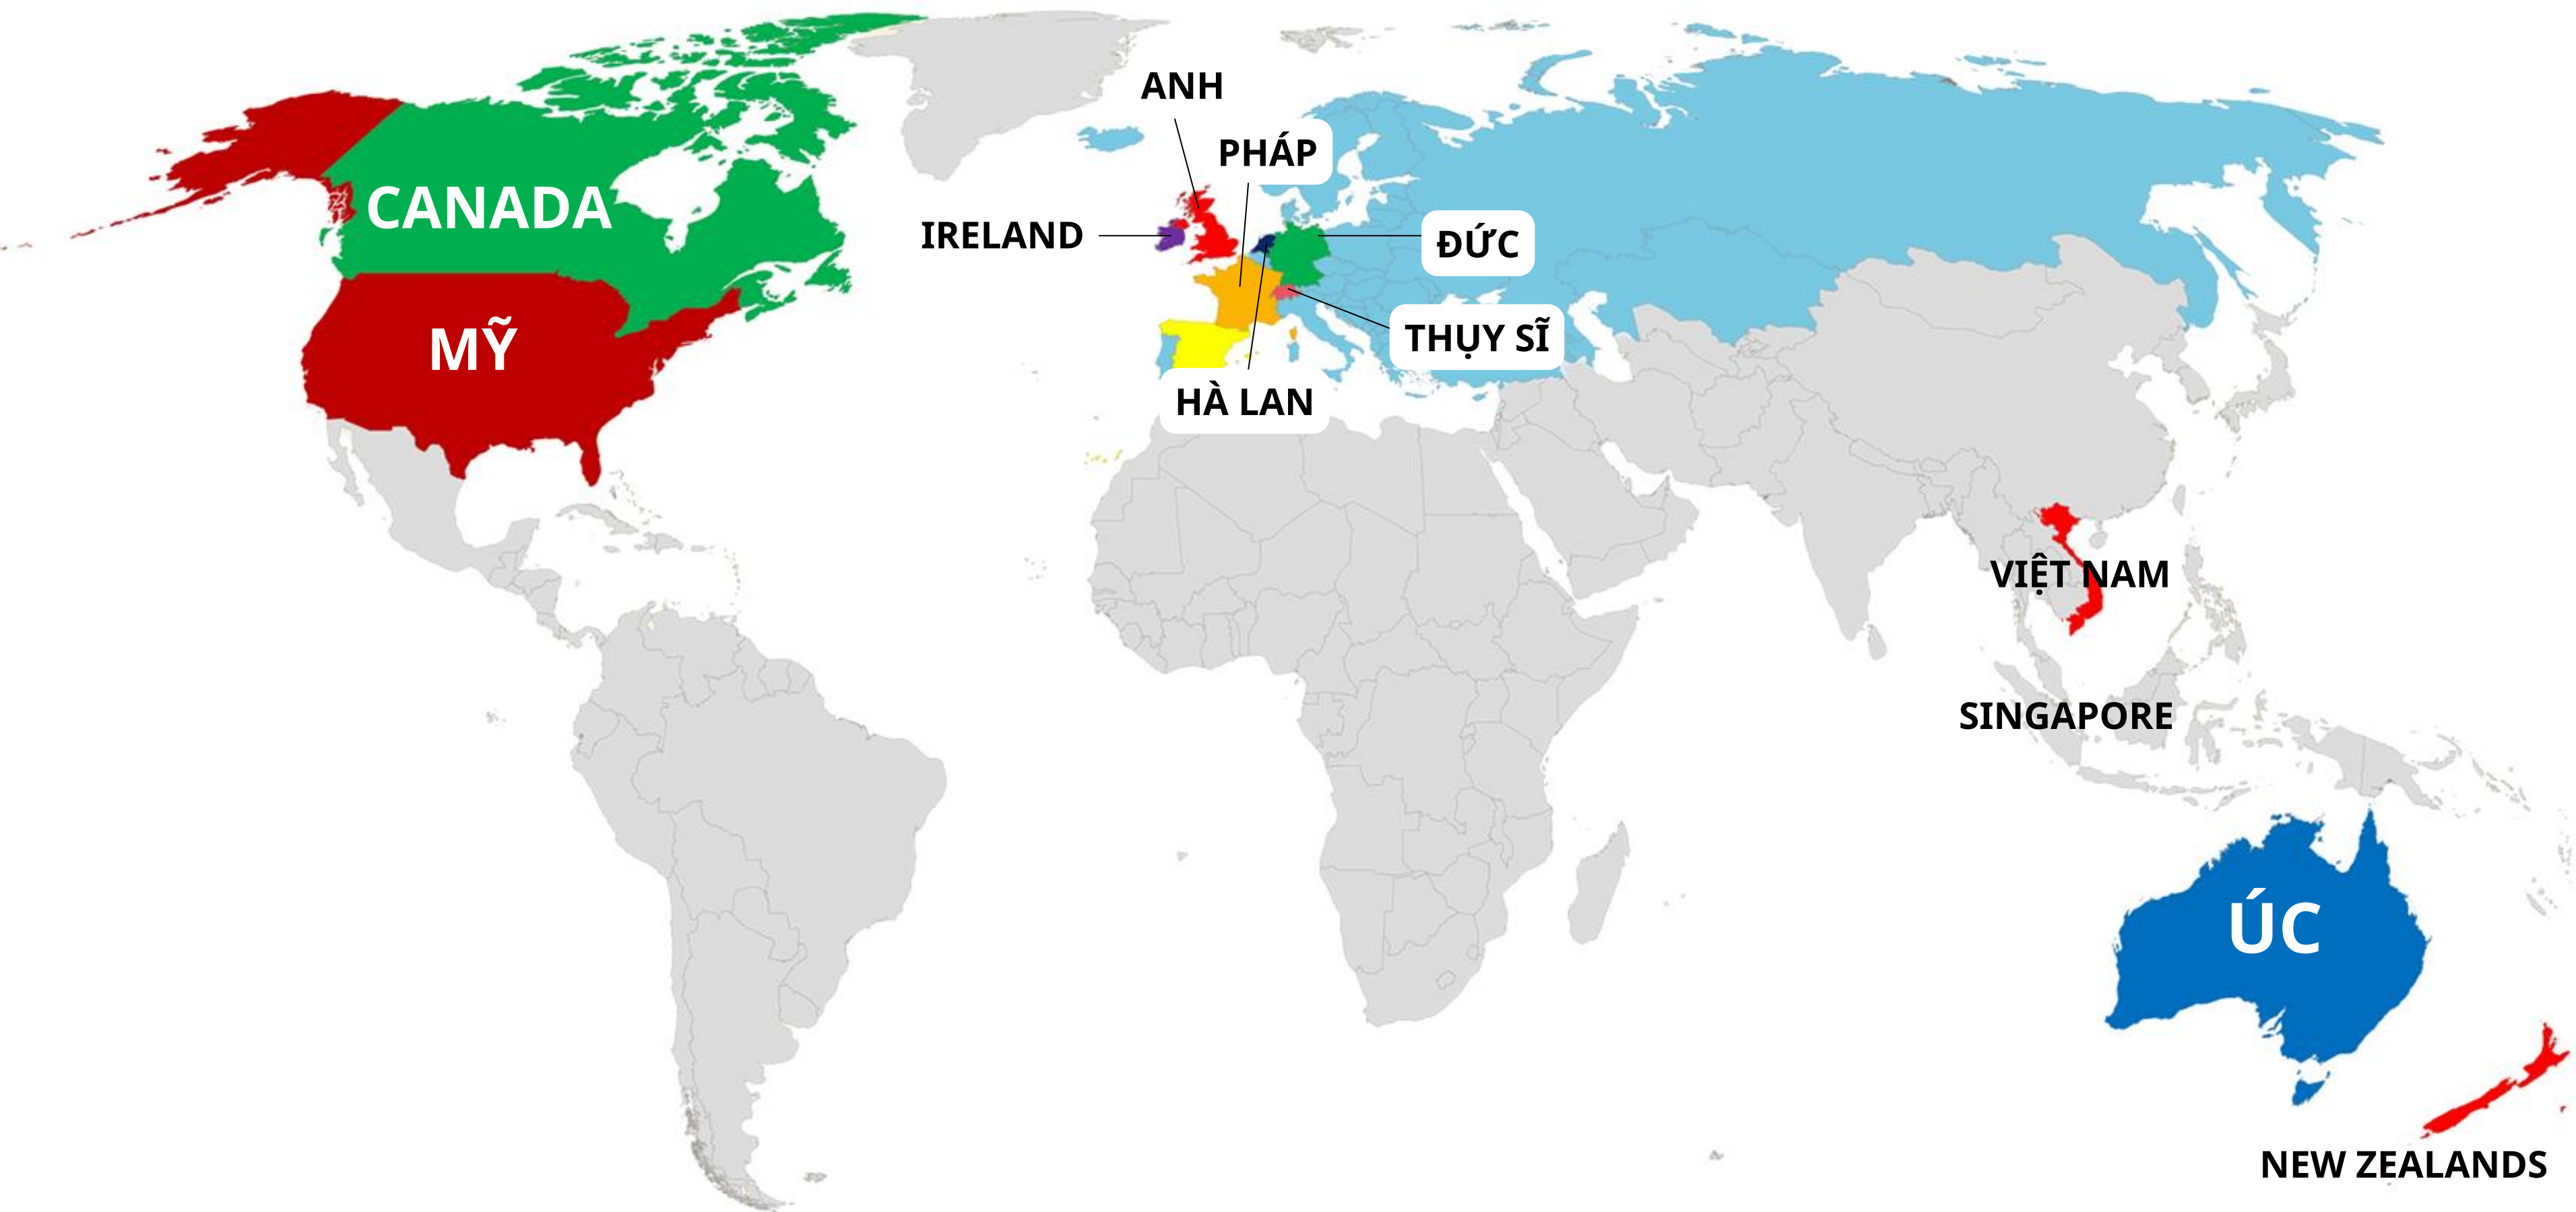 ANH
PHÁP
CANADA
IRELAND
ĐỨC
MỸ
THỤY SĨ
HÀ LAN
VIỆT NAM
SINGAPORE
ÚC
NEW ZEALANDS